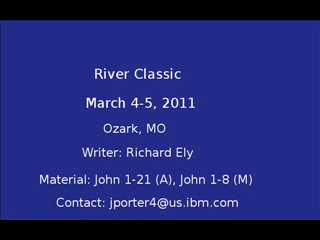 River Classic
March 4-5, 2011
Ozark, MO
Writer: Richard Ely
Material: John 1-21 (A), John 1-8 (M)
Contact: jporter4@us.ibm.com